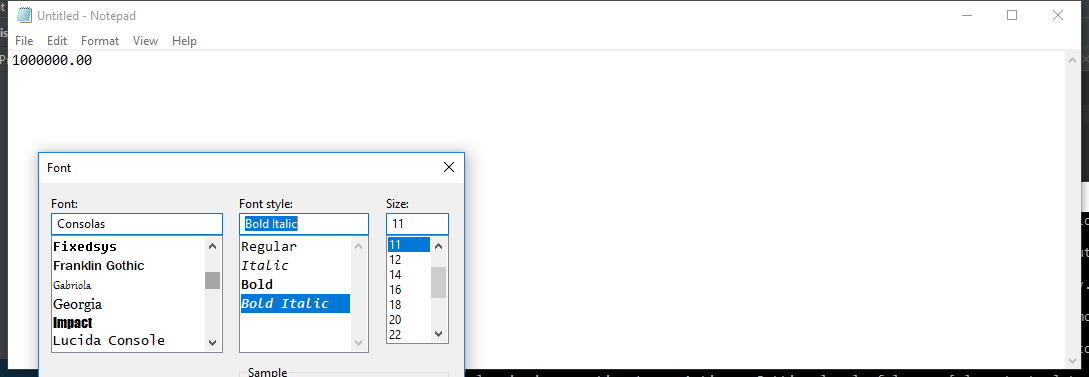 Untitled - Notepad
File Edit Format View Help
1000000.00
Font
Font: Font style: Size:
Consolas Bold Italic 11
Fixedsys Regular 11
Franklin Gothic Italic 12
Gabriola Bold 14
Georgia Bold Italic 16
Impact 18
Lucida Console 20
22
Sample